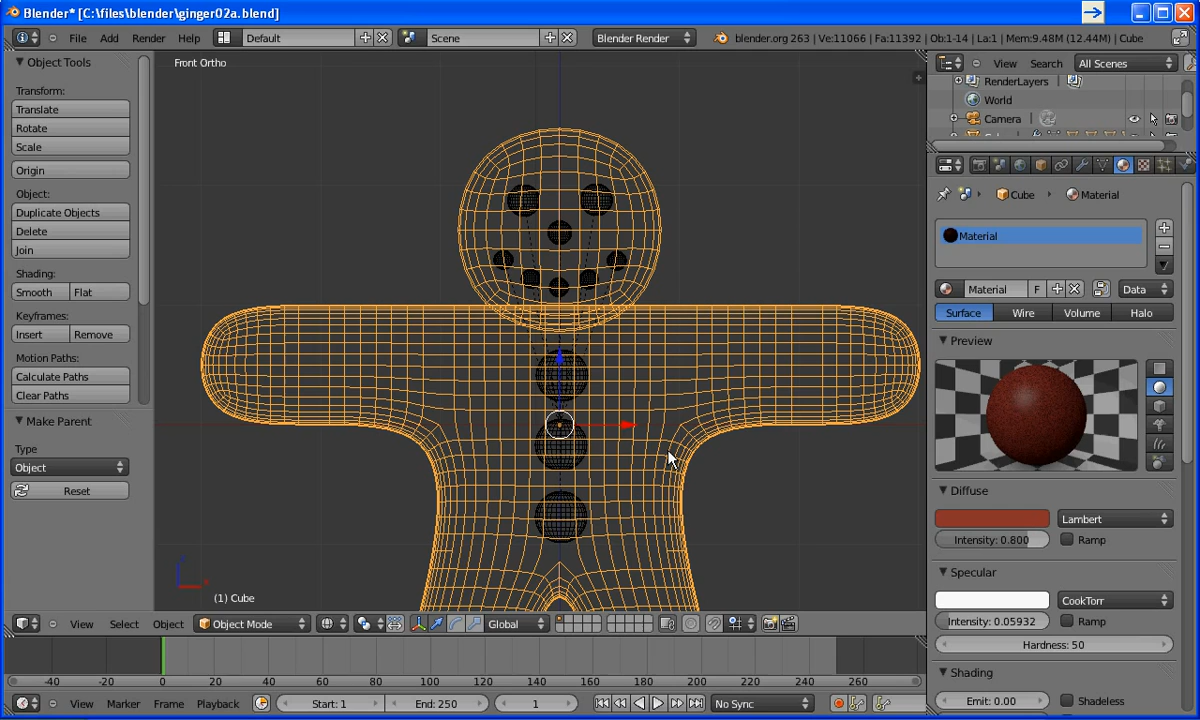 Blender* [C:\files\blender\ginger02a.blend]
File Add Render Help Default Scene Blender Render blender.org 263 | Ve:11066 | Fa:11392 | Ob:1-14 | La:1 | Mem:9.48M (12.44M) | Cube
Object Tools
Transform:
Translate
Rotate
Scale
Origin
Object:
Duplicate Objects
Delete
Join
Shading:
Smooth Flat
Keyframes:
Insert Remove
Motion Paths:
Calculate Paths
Clear Paths
Make Parent
Type
Object
Reset
Front Ortho
(1) Cube
View Select Object Object Mode Global
-40 -20 0 20 40 60 80 100 120 140 160 180 200 220 240 260
View Marker Frame Playback Start: 1 End: 250 1 No Sync
View Search All Scenes
RenderLayers
World
Camera
Cube Material
Material
Material F Data
Surface Wire Volume Halo
Preview
Diffuse
Lambert
Intensity: 0.800 Ramp
Specular
CookTorr
Intensity: 0.05932 Ramp
Hardness: 50
Shading
Emit: 0.00 Shadeless